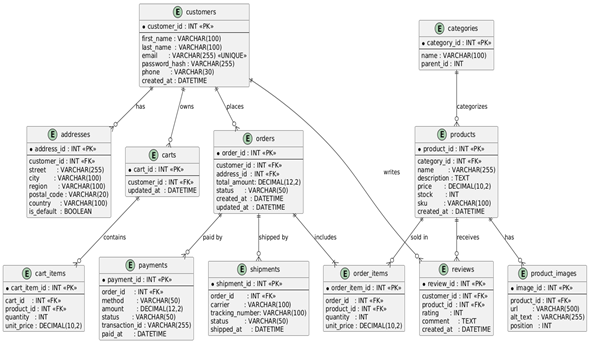 E customers
customer_id : INT «PK»
first_name : VARCHAR(100)
last_name : VARCHAR(100)
email : VARCHAR(255) «UNIQUE»
password_hash : VARCHAR(255)
phone : VARCHAR(30)
created_at : DATETIME
E categories
category_id : INT «PK»
name : VARCHAR(100)
parent_id : INT
has
owns
places
categorizes
E addresses
address_id : INT «PK»
customer_id : INT «FK»
street : VARCHAR(255)
city : VARCHAR(100)
region : VARCHAR(100)
postal_code : VARCHAR(20)
country : VARCHAR(100)
is_default : BOOLEAN
E carts
cart_id : INT «PK»
customer_id : INT «FK»
updated_at : DATETIME
E orders
order_id : INT «PK»
customer_id : INT «FK»
address_id : INT «FK»
total_amount : DECIMAL(12,2)
status : VARCHAR(50)
created_at : DATETIME
updated_at : DATETIME
writes
E products
product_id : INT «PK»
category_id : INT «FK»
name : VARCHAR(255)
description : TEXT
price : DECIMAL(10,2)
stock : INT
sku : VARCHAR(100)
created_at : DATETIME
contains
paid by
shipped by
includes
sold in
receives
has
E cart_items
cart_item_id : INT «PK»
cart_id : INT «FK»
product_id : INT «FK»
quantity : INT
unit_price : DECIMAL(10,2)
E payments
payment_id : INT «PK»
order_id : INT «FK»
method : VARCHAR(50)
amount : DECIMAL(12,2)
status : VARCHAR(50)
transaction_id : VARCHAR(255)
paid_at : DATETIME
E shipments
shipment_id : INT «PK»
order_id : INT «FK»
carrier : VARCHAR(100)
tracking_number : VARCHAR(100)
status : VARCHAR(50)
shipped_at : DATETIME
E order_items
order_item_id : INT «PK»
order_id : INT «FK»
product_id : INT «FK»
quantity : INT
unit_price : DECIMAL(10,2)
E reviews
review_id : INT «PK»
customer_id : INT «FK»
product_id : INT «FK»
rating : INT
comment : TEXT
created_at : DATETIME
E product_images
image_id : INT «PK»
product_id : INT «FK»
url : VARCHAR(500)
alt_text : VARCHAR(255)
position : INT